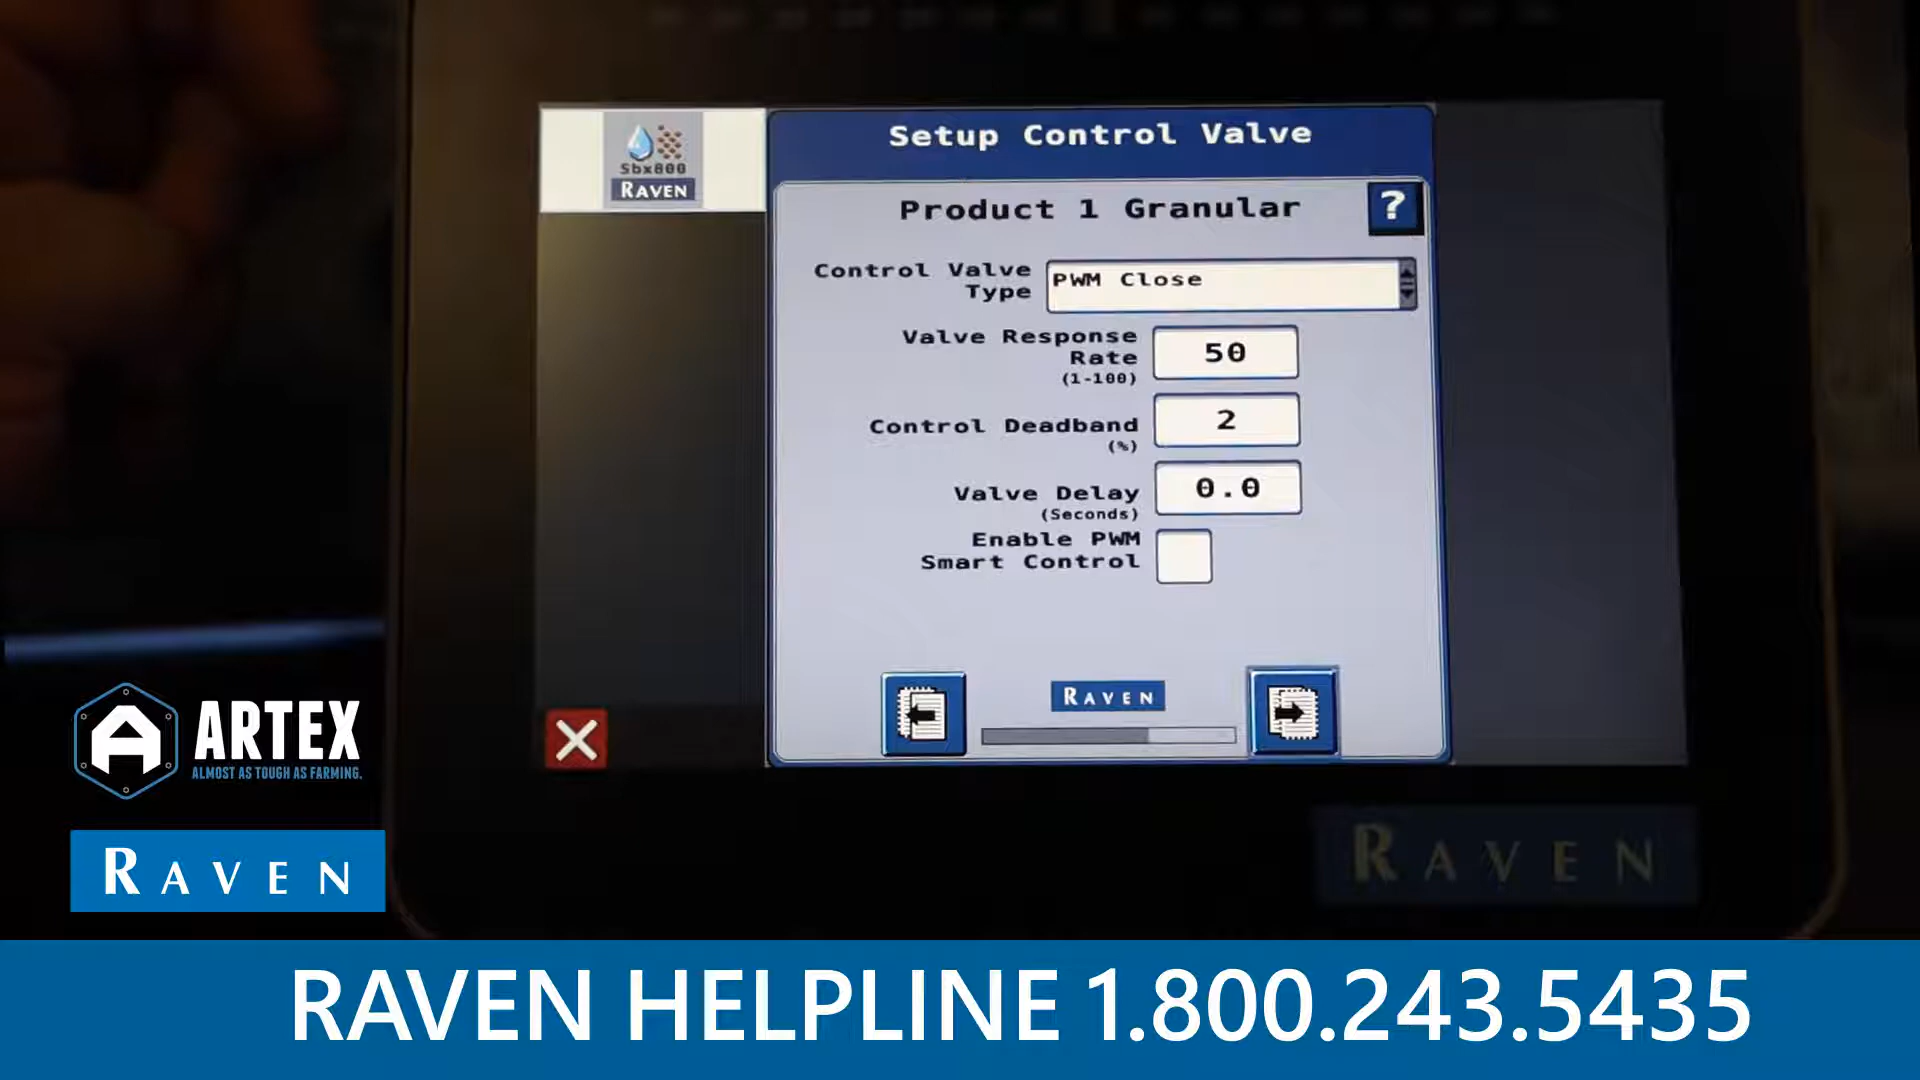 Sbx800
RAVEN
Setup Control Valve
Product 1 Granular
?
Control Valve
Type
PWM Close
Valve Response
Rate
(1-100)
50
Control Deadband
(%)
2
Valve Delay
(Seconds)
0.0
Enable PWM
Smart Control
RAVEN
ARTEX
ALMOST AS TOUGH AS FARMING.
RAVEN
RAVEN
RAVEN HELPLINE 1.800.243.5435